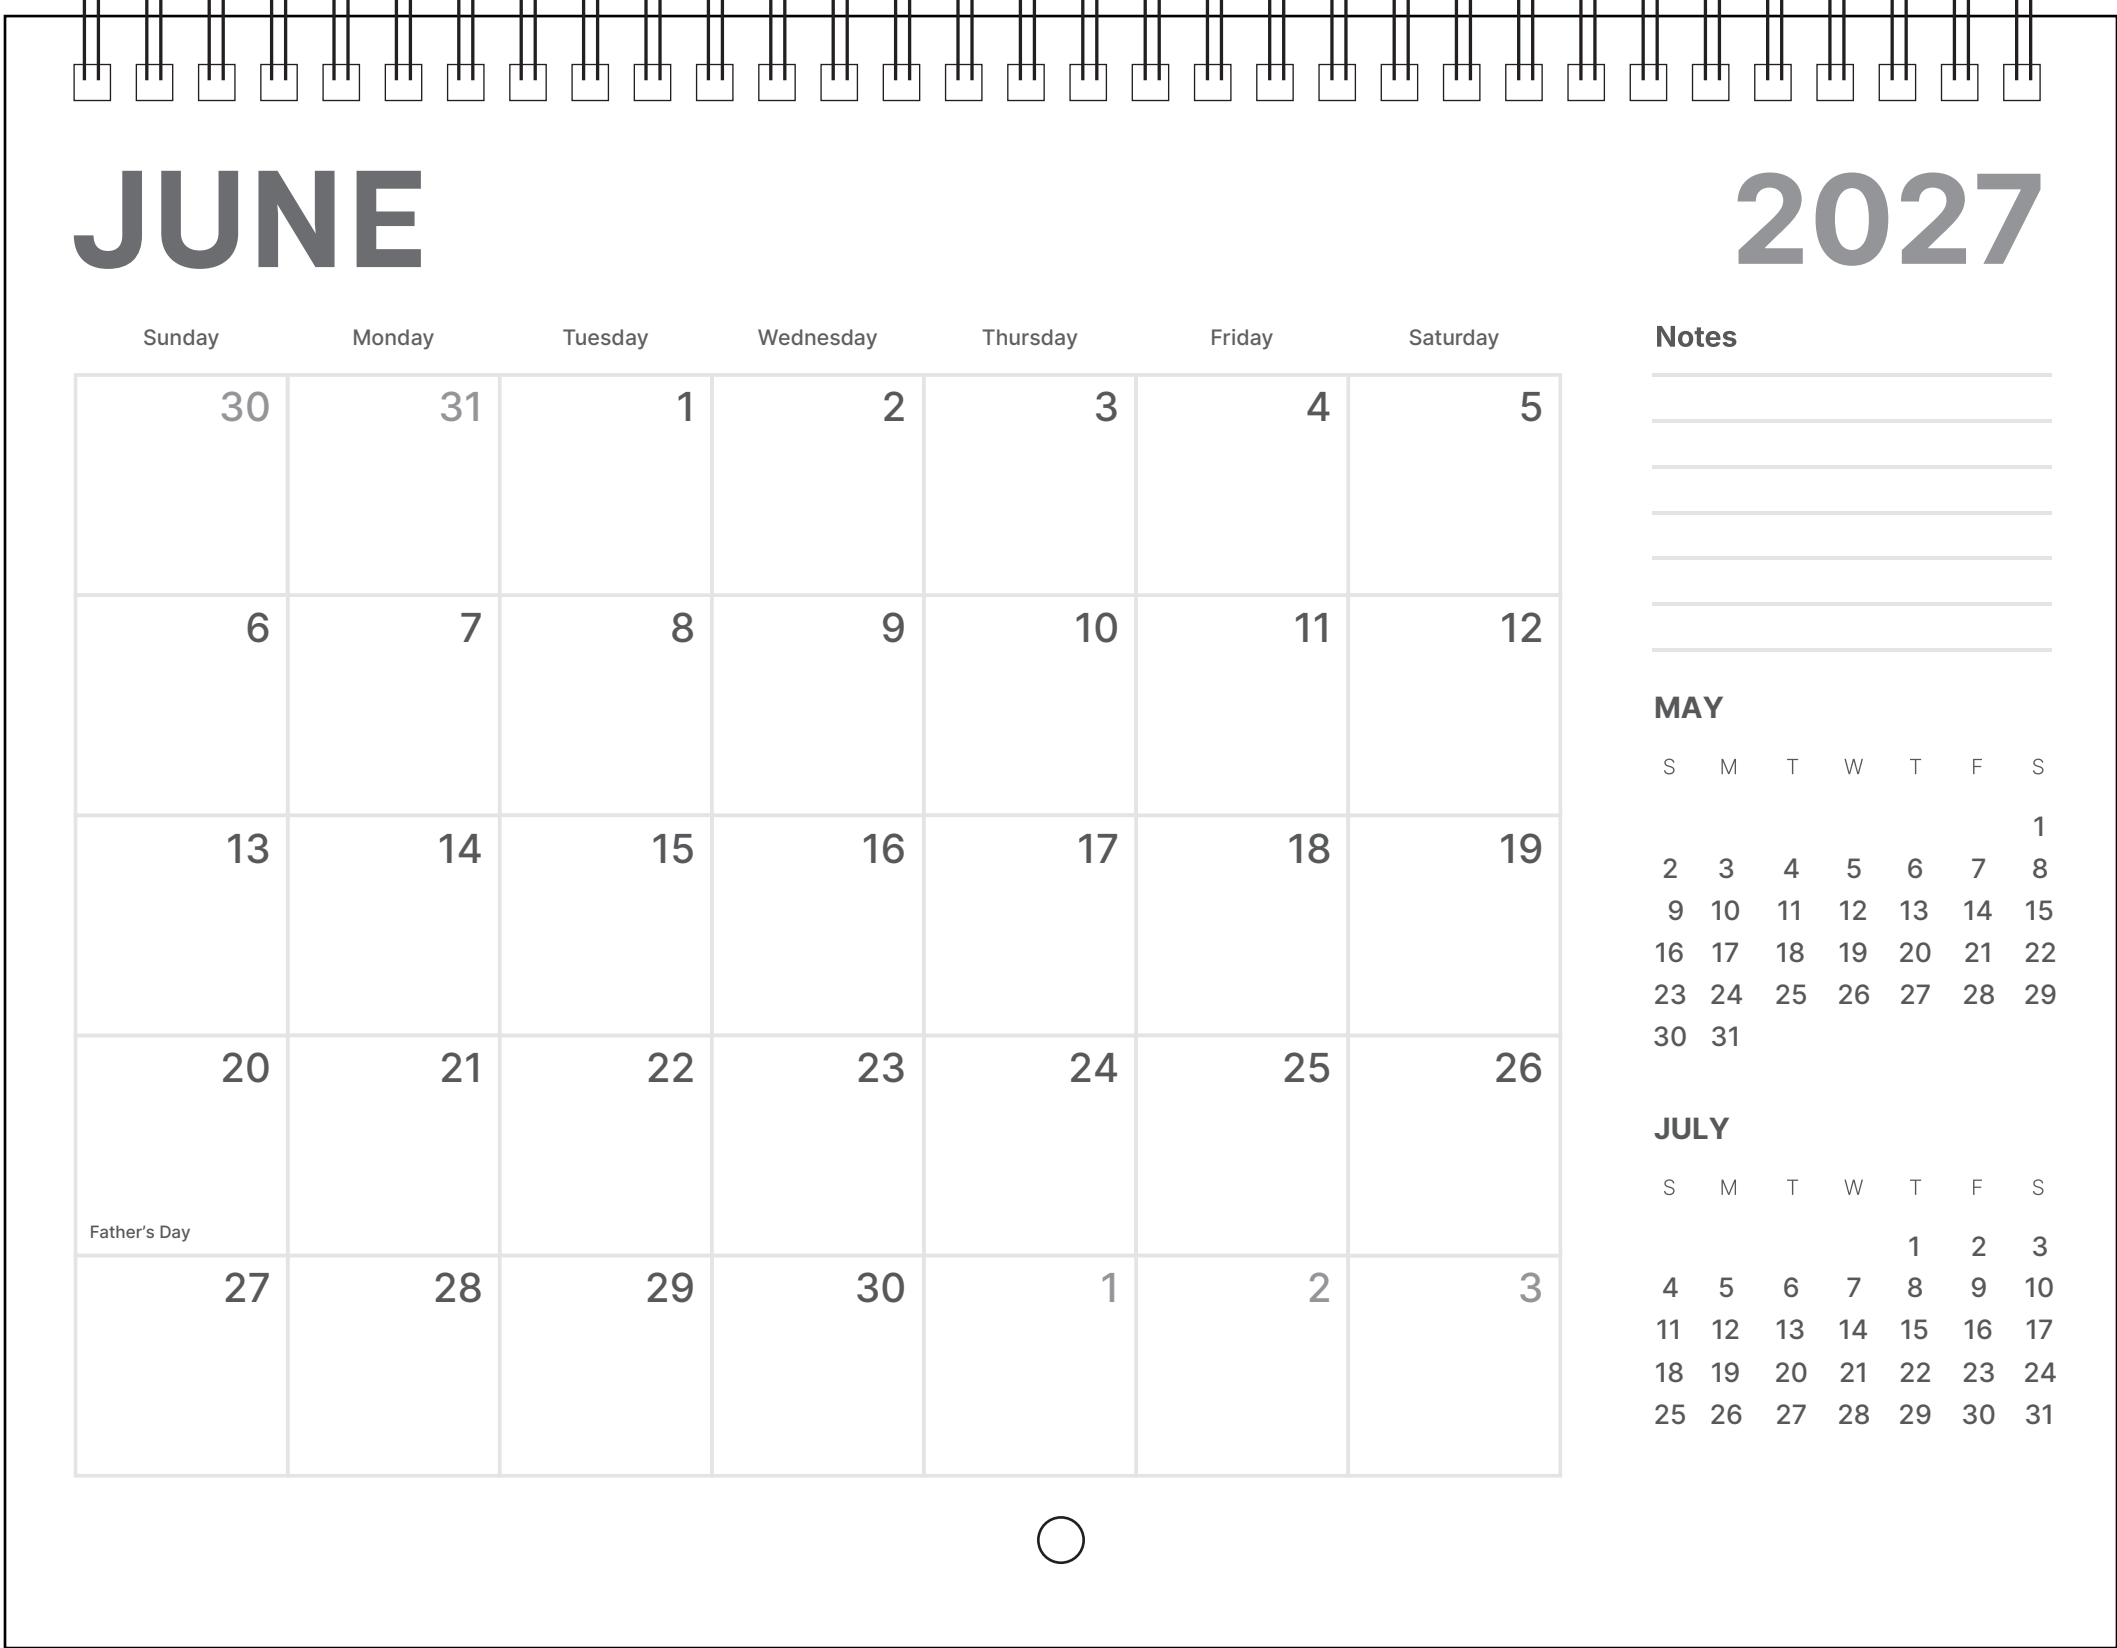 JUNE 2027
Sunday Monday Tuesday Wednesday Thursday Friday Saturday
30 31 1 2 3 4 5
6 7 8 9 10 11 12
13 14 15 16 17 18 19
20 21 22 23 24 25 26
Father’s Day
27 28 29 30 1 2 3
Notes
MAY
S M T W T F S
1
2 3 4 5 6 7 8
9 10 11 12 13 14 15
16 17 18 19 20 21 22
23 24 25 26 27 28 29
30 31
JULY
S M T W T F S
1 2 3
4 5 6 7 8 9 10
11 12 13 14 15 16 17
18 19 20 21 22 23 24
25 26 27 28 29 30 31